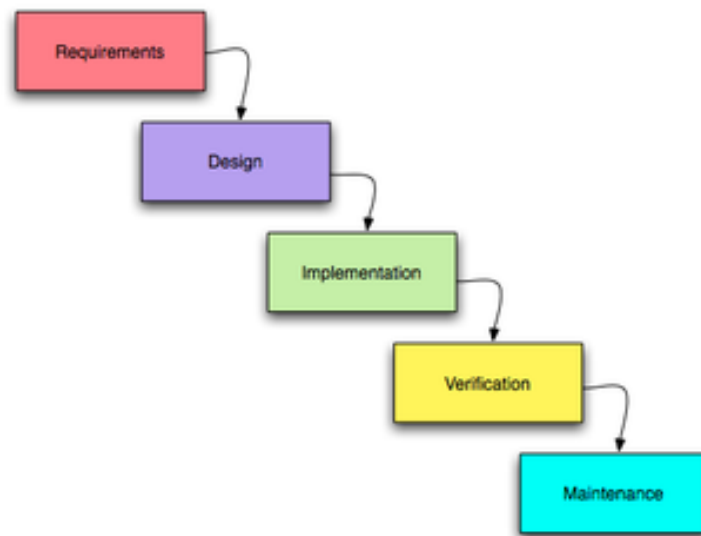 Requirements
Design
Implementation
Verification
Maintenance